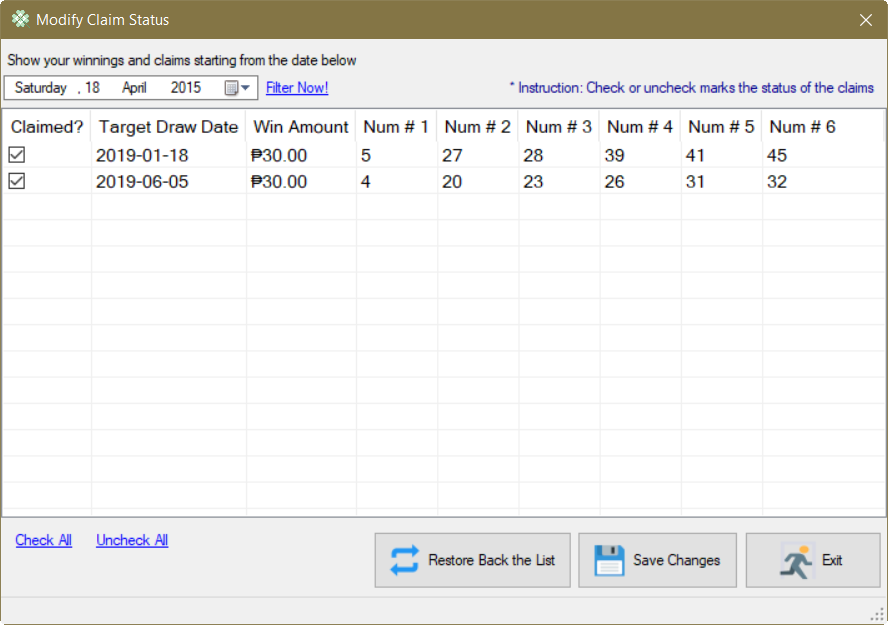 Modify Claim Status
Show your winnings and claims starting from the date below
Saturday , 18 April 2015 Filter Now! * Instruction: Check or uncheck marks the status of the claims
Claimed? Target Draw Date Win Amount Num # 1 Num # 2 Num # 3 Num # 4 Num # 5 Num # 6
2019-01-18 ₱30.00 5 27 28 39 41 45
2019-06-05 ₱30.00 4 20 23 26 31 32
Check All Uncheck All Restore Back the List Save Changes Exit